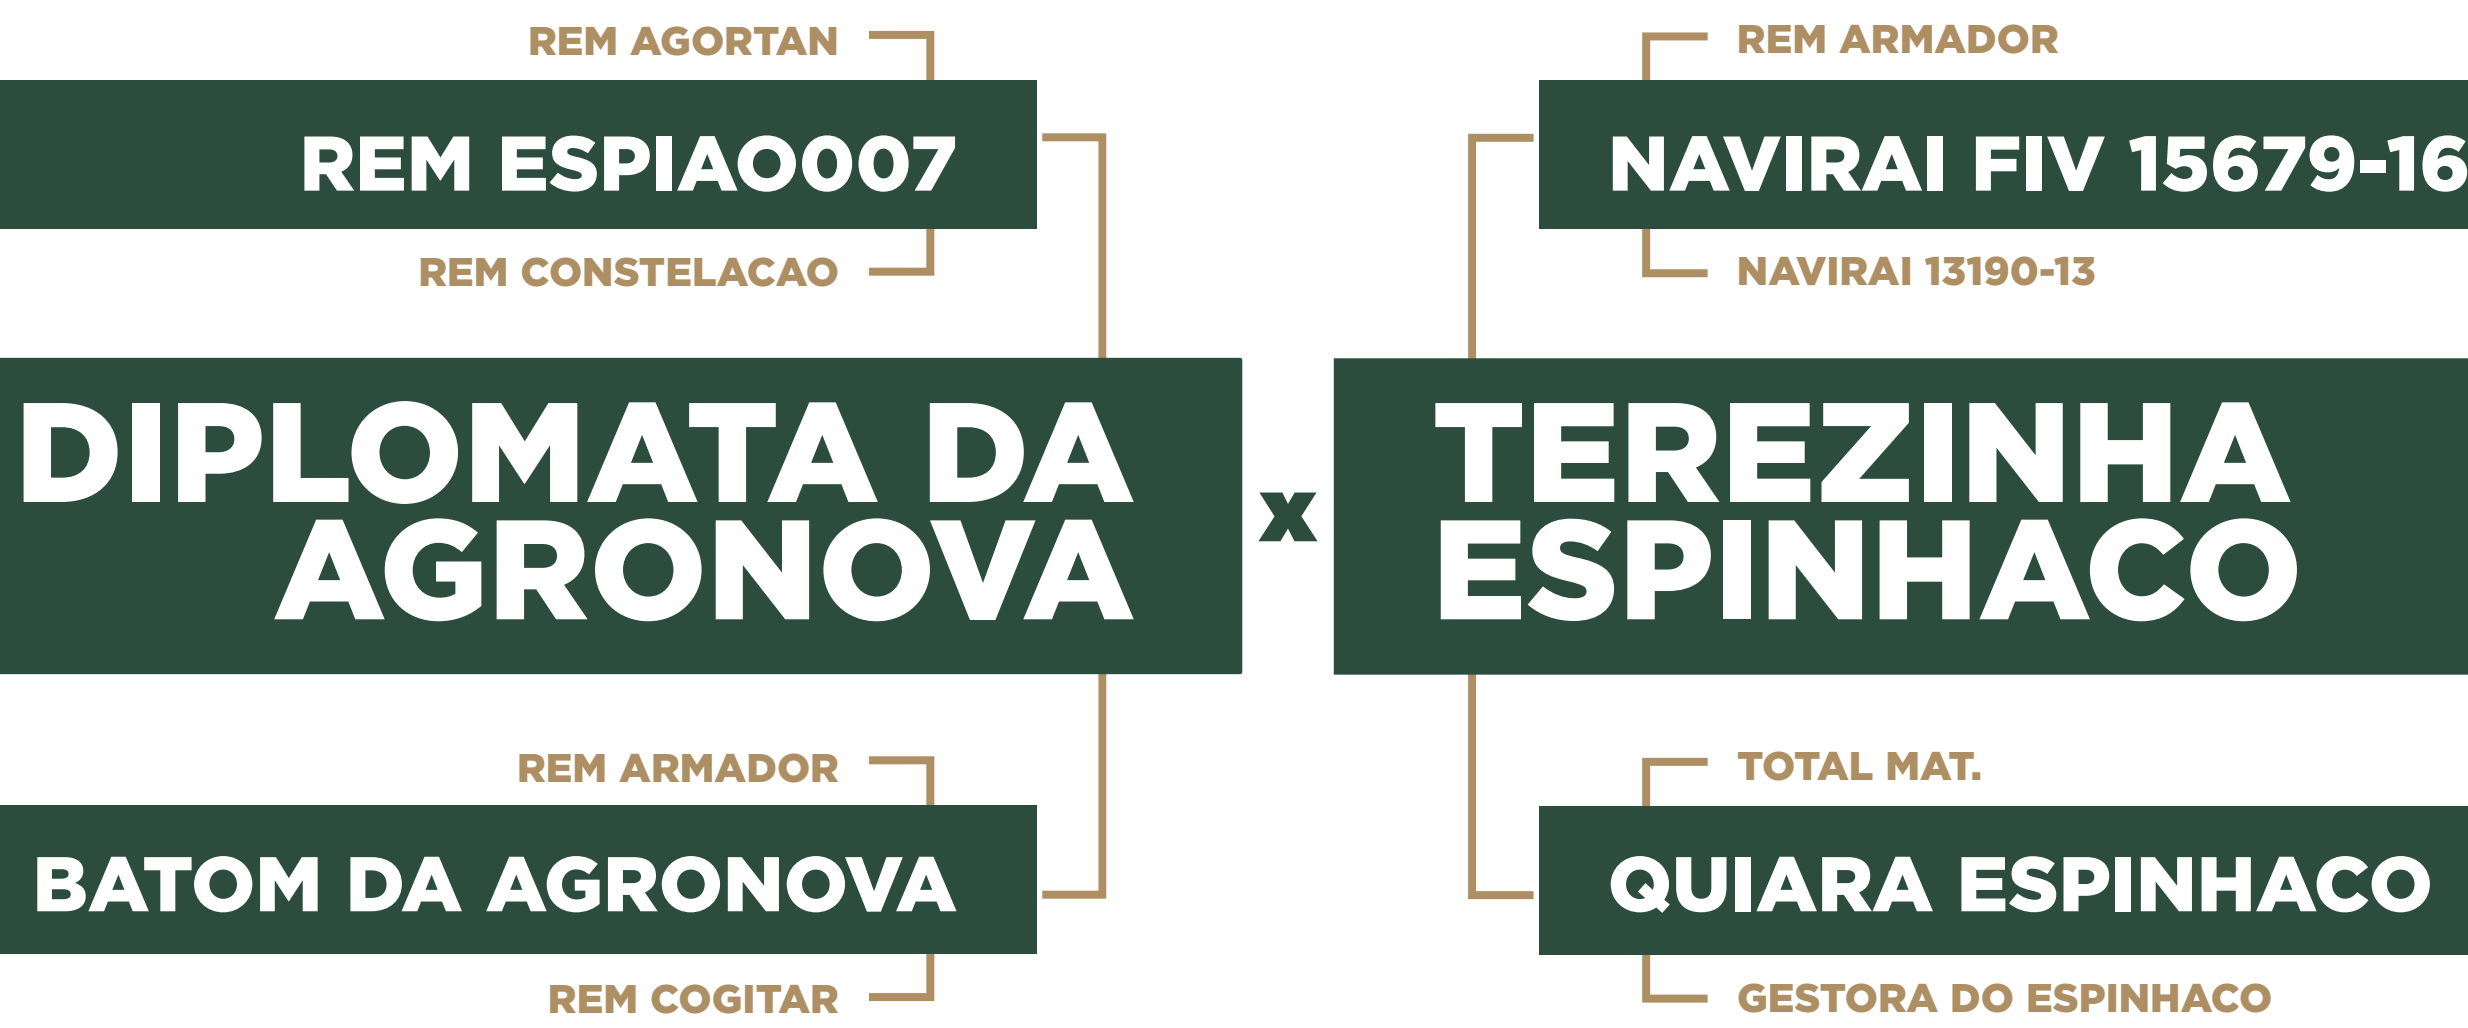 REM AGORTAN
REM ESPIAO007
REM CONSTELACAO
DIPLOMATA DA
AGRONOVA
REM ARMADOR
BATOM DA AGRONOVA
REM COGITAR
x
REM ARMADOR
NAVIRAI FIV 15679-16
NAVIRAI 13190-13
TEREZINHA
ESPINHACO
TOTAL MAT.
QUIARA ESPINHACO
GESTORA DO ESPINHACO